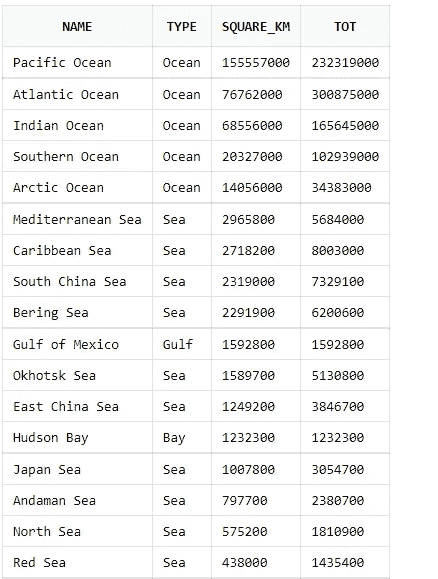 NAME TYPE SQUARE_KM TOT
Pacific Ocean Ocean 155557000 232319000
Atlantic Ocean Ocean 76762000 300875000
Indian Ocean Ocean 68556000 165645000
Southern Ocean Ocean 20327000 102939000
Arctic Ocean Ocean 14056000 34383000
Mediterranean Sea Sea 2965800 5684000
Caribbean Sea Sea 2718200 8003000
South China Sea Sea 2319000 7329100
Bering Sea Sea 2291900 6200600
Gulf of Mexico Gulf 1592800 1592800
Okhotsk Sea Sea 1589700 5130800
East China Sea Sea 1249200 3846700
Hudson Bay Bay 1232300 1232300
Japan Sea Sea 1007800 3054700
Andaman Sea Sea 797700 2380700
North Sea Sea 575200 1810900
Red Sea Sea 438000 1435400